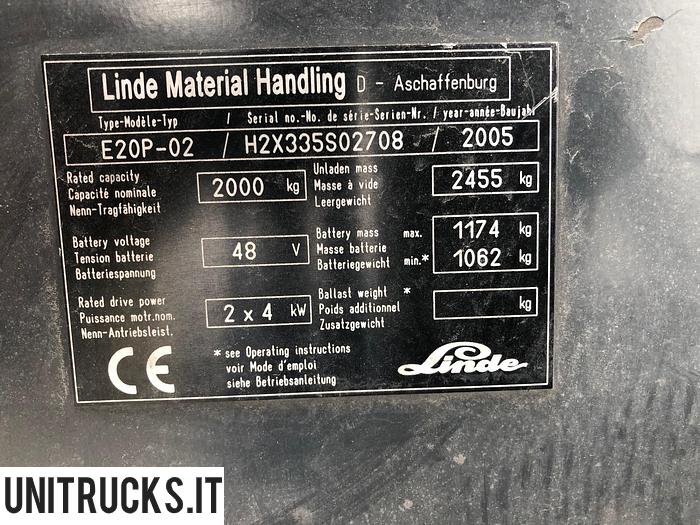 Linde Material Handling D - Aschaffenburg
Type-Modèle-Typ / Serial no.-No. de série-Serien-Nr. / year-année-Baujahr
E20P-02 / H2X335S02708 / 2005
Rated capacity
Capacité nominale
Nenn-Tragfähigkeit
2000 kg
Unladen mass
Masse à vide
Leergewicht
2455 kg
Battery voltage
Tension batterie
Batteriespannung
48 V
Battery mass max.
Masse batterie
Batteriegewicht min.*
1174 kg
1062 kg
Rated drive power
Puissance motr.nom.
Nenn-Antriebsleist.
2 x 4 kW
Ballast weight *
Poids additionnel
Zusatzgewicht
kg
CE
* see Operating instructions
voir Mode d'emploi
siehe Betriebsanleitung
Linde
UNITRUCKS.IT